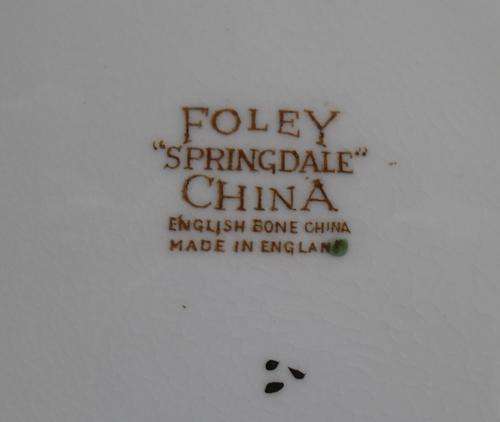 FOLEY
"SPRINGDALE"
CHINA
ENGLISH BONE CHINA
MADE IN ENGLAND